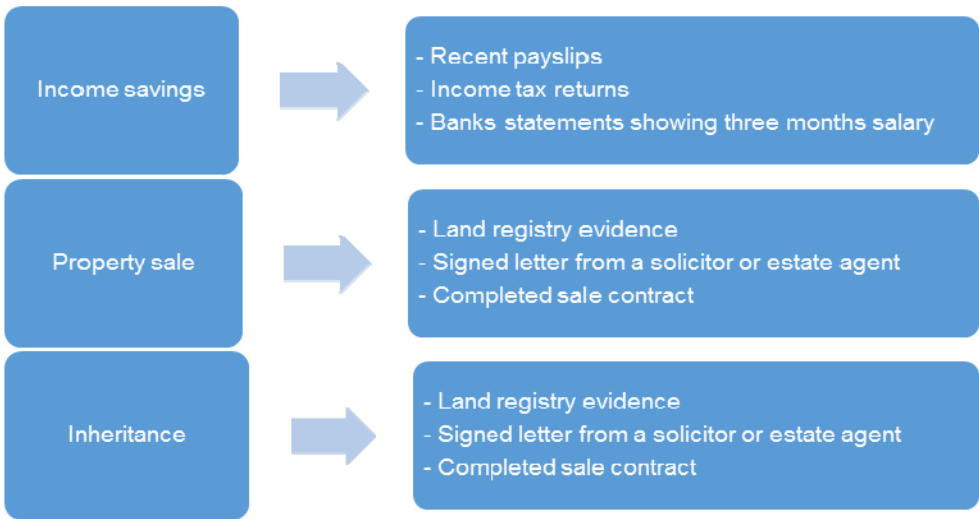 Income savings
- Recent payslips
- Income tax returns
- Banks statements showing three months salary
Property sale
- Land registry evidence
- Signed letter from a solicitor or estate agent
- Completed sale contract
Inheritance
- Land registry evidence
- Signed letter from a solicitor or estate agent
- Completed sale contract